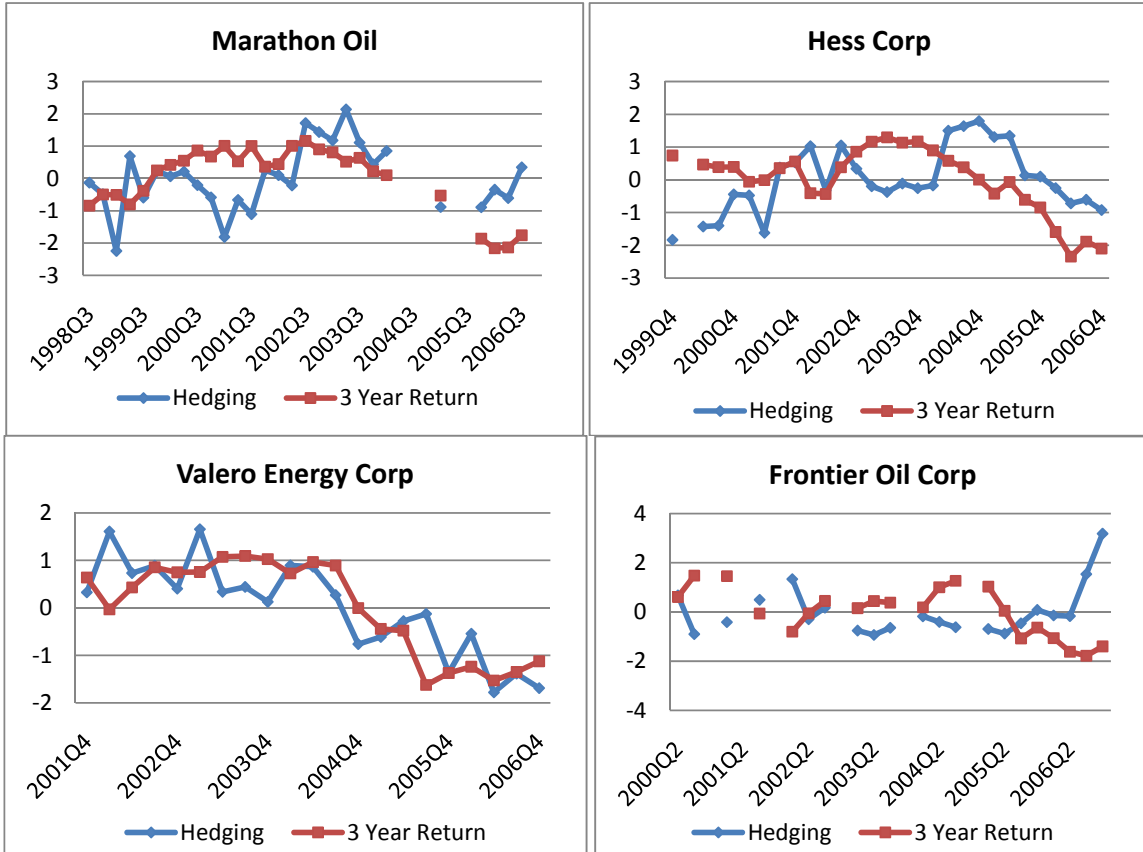 Marathon Oil
3
2
1
0
-1
-2
-3
1998Q3
1999Q3
2000Q3
2001Q3
2002Q3
2003Q3
2004Q3
2005Q3
2006Q3
Hedging 3 Year Return
Hess Corp
3
2
1
0
-1
-2
-3
1999Q4
2000Q4
2001Q4
2002Q4
2003Q4
2004Q4
2005Q4
2006Q4
Hedging 3 Year Return
Valero Energy Corp
2
1
0
-1
-2
2001Q4
2002Q4
2003Q4
2004Q4
2005Q4
2006Q4
Hedging 3 Year Return
Frontier Oil Corp
4
2
0
-2
-4
2000Q2
2001Q2
2002Q2
2003Q2
2004Q2
2005Q2
2006Q2
Hedging 3 Year Return